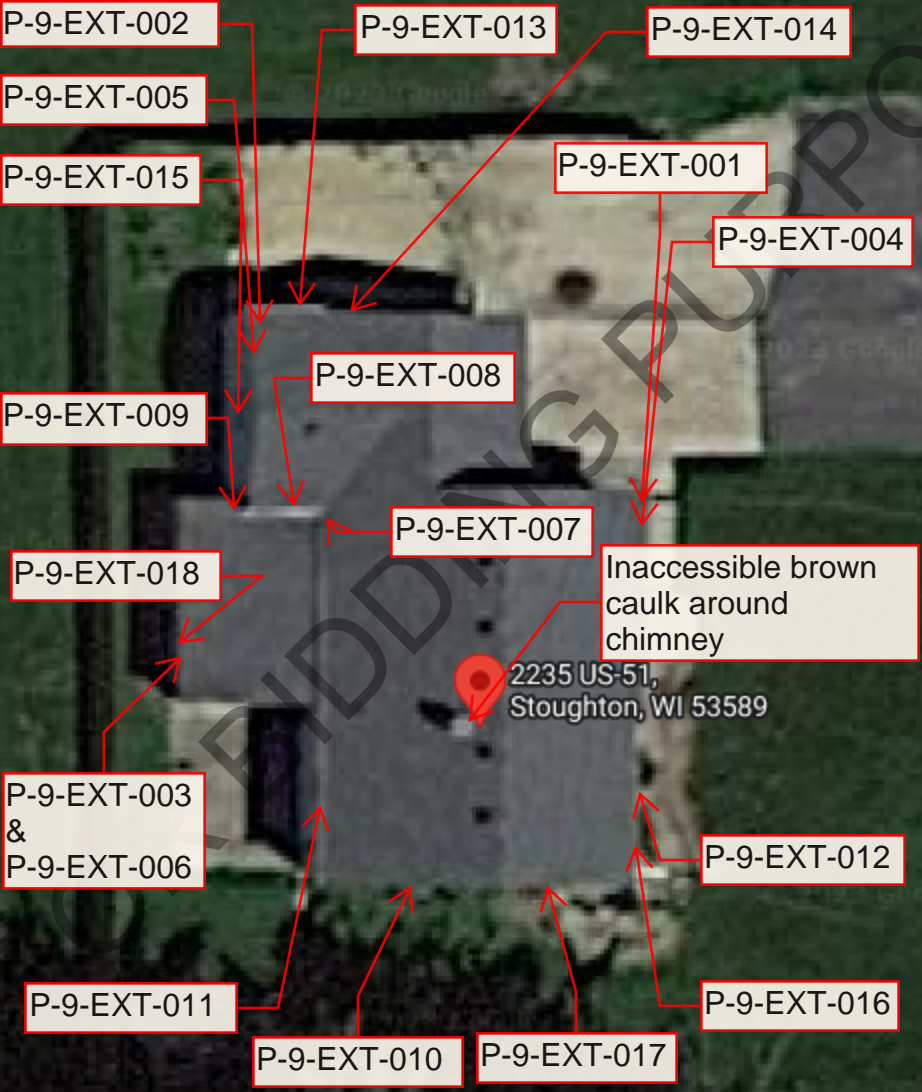 P-9-EXT-002
P-9-EXT-013
P-9-EXT-014
P-9-EXT-005
P-9-EXT-001
P-9-EXT-015
P-9-EXT-004
P-9-EXT-008
P-9-EXT-009
P-9-EXT-007
P-9-EXT-018
Inaccessible brown
caulk around
chimney
2235 US-51,
Stoughton, WI 53589
P-9-EXT-003
&
P-9-EXT-006
P-9-EXT-012
P-9-EXT-011
P-9-EXT-016
P-9-EXT-010
P-9-EXT-017